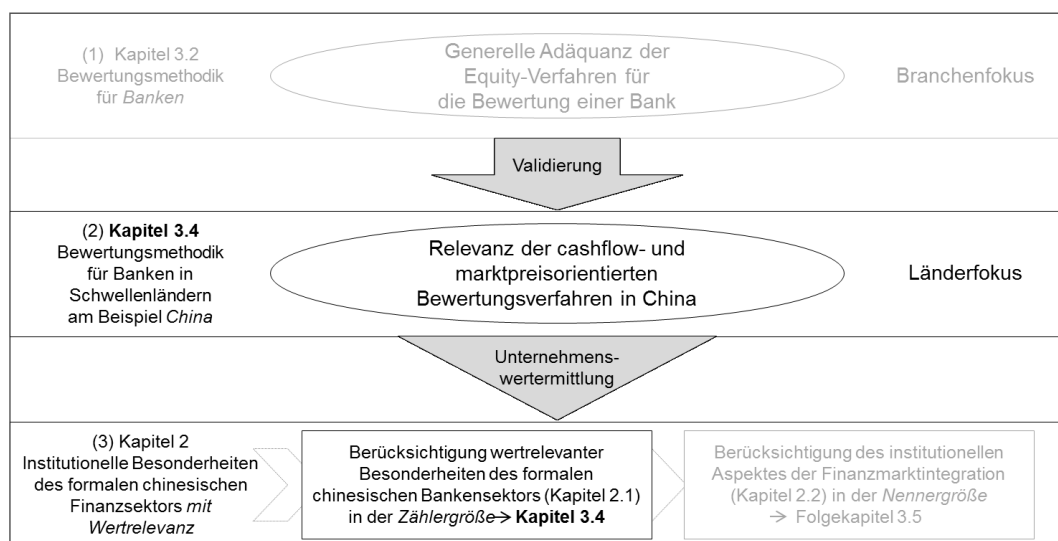 (1) Kapitel 3.2
Bewertungsmethodik
für Banken
Generelle Adäquanz der
Equity-Verfahren für
die Bewertung einer Bank
Branchenfokus
Validierung
(2) Kapitel 3.4
Bewertungsmethodik
für Banken in
Schwellenländern
am Beispiel China
Relevanz der cashflow- und
marktpreisorientierten
Bewertungsverfahren in China
Länderfokus
Unternehmens-
wertermittlung
(3) Kapitel 2
Institutionelle Besonderheiten
des formalen chinesischen
Finanzsektors mit
Wertrelevanz
Berücksichtigung wertrelevanter
Besonderheiten des formalen
chinesischen Bankensektors (Kapitel 2.1)
in der Zählergröße→ Kapitel 3.4
Berücksichtigung des institutionellen
Aspektes der Finanzmarktintegration
(Kapitel 2.2) in der Nennergröße
→ Folgekapitel 3.5